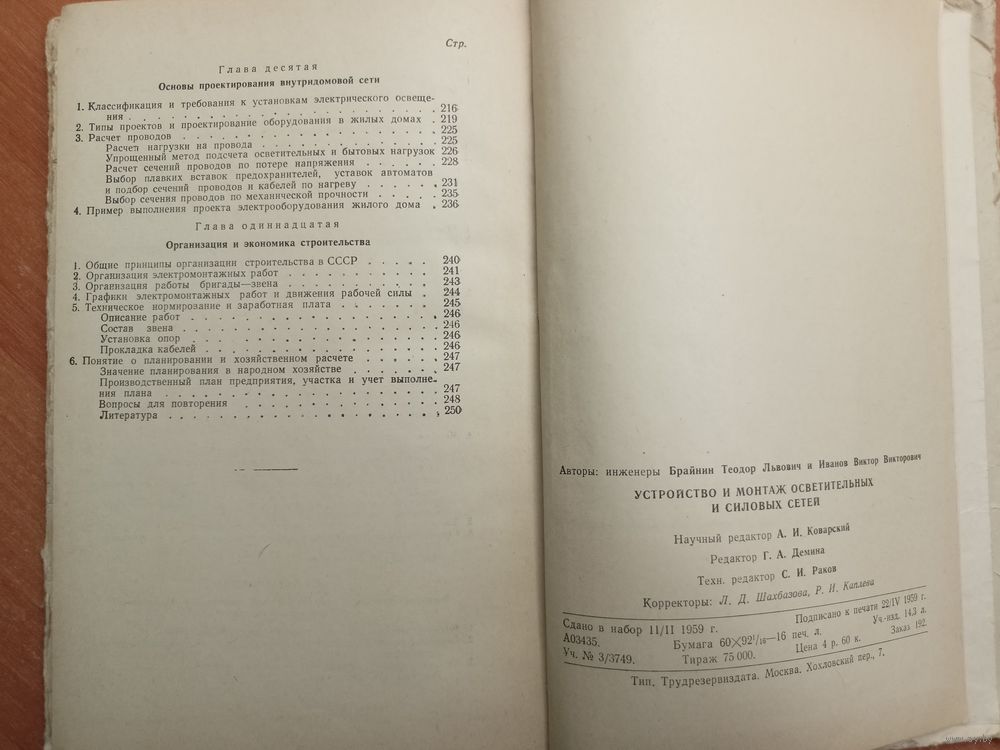 Стр.
Глава десятая
Основы проектирования внутридомовой сети
1. Классификация и требования к установкам электрического освеще-
ния . . . . . . . . . . . . . . . . . . . . . . . 216
2. Типы проектов и проектирование оборудования в жилых домах . 219
3. Расчет проводов . . . . . . . . . . . . . . . . . . 225
Расчет нагрузки на провода . . . . . . . . . . . . . 225
Упрощенный метод подсчета осветительных и бытовых нагрузок 226
Расчет сечений проводов по потере напряжения . . . . . . 228
Выбор плавких вставок предохранителей, уставок автоматов
и подбор сечений проводов и кабелей по нагреву . . . . . . 231
Выбор сечения проводов по механической прочности . . . . . 235
4. Пример выполнения проекта электрооборудования жилого дома . 236
Глава одиннадцатая
Организация и экономика строительства
1. Общие принципы организации строительства в СССР . . . . . 240
2. Организация электромонтажных работ . . . . . . . . . . . 241
3. Организация работы бригады—звена . . . . . . . . . . . 243
4. Графики электромонтажных работ и движения рабочей силы . 244
5. Техническое нормирование и заработная плата . . . . . . . 245
Описание работ . . . . . . . . . . . . . . . . . . 246
Состав звена . . . . . . . . . . . . . . . . . . . 246
Установка опор . . . . . . . . . . . . . . . . . . 246
Прокладка кабелей . . . . . . . . . . . . . . . . . 246
6. Понятие о планировании и хозяйственном расчете . . . . . . 247
Значение планирования в народном хозяйстве . . . . . . . 247
Производственный план предприятия, участка и учет выполне-
ния плана . . . . . . . . . . . . . . . . . . . . . 247
Вопросы для повторения . . . . . . . . . . . . . . . 248
Литература . . . . . . . . . . . . . . . . . . . . 250
Авторы: инженеры Брайнин Теодор Львович и Иванов Виктор Викторович
УСТРОЙСТВО И МОНТАЖ ОСВЕТИТЕЛЬНЫХ
И СИЛОВЫХ СЕТЕЙ
Научный редактор А. И. Коварский
Редактор Г. А. Демина
Техн. редактор С. И. Раков
Корректоры: Л. Д. Шахбазова, Р. И. Каплева
Сдано в набор 11/II 1959 г. Подписано к печати 22/IV 1959 г.
А03435. Бумага 60×92¹/₁₆—16 печ. л. Уч.-изд. 14,3 л.
Уч. № 3/3749. Тираж 75 000. Цена 4 р. 60 к. Заказ 192.
Тип. Трудрезервиздата. Москва, Хохловский пер., 7.